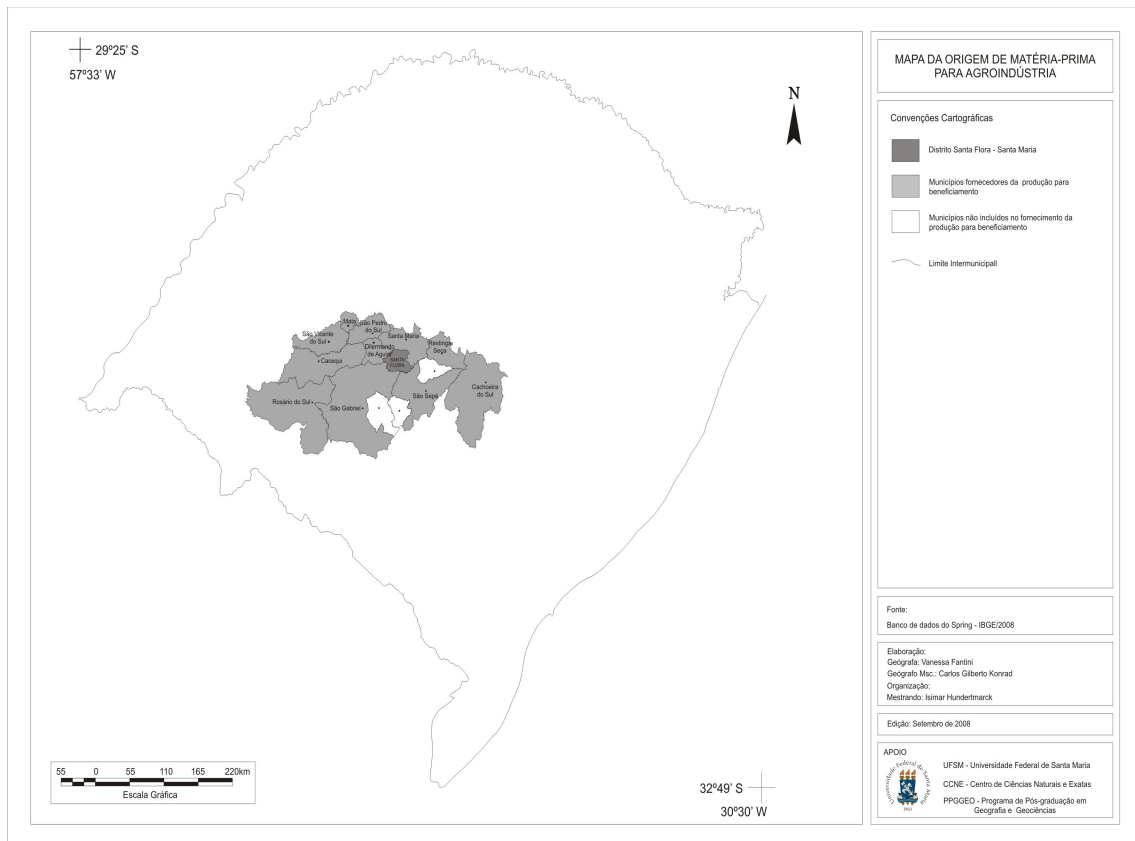 29º25' S
57º33' W
N
Mata
São Pedro
do Sul
São Vicente
do Sul
Santa Maria
Restinga
Seca
Dilermando
de Aguiar
SANTA
FLORA
Cacequi
Cachoeira
do Sul
São Sepé
Rosário do Sul
São Gabriel
55 0 55 110 165 220km
Escala Gráfica
32º49' S
30º30' W
MAPA DA ORIGEM DE MATÉRIA-PRIMA
PARA AGROINDÚSTRIA
Convenções Cartográficas
Distrito Santa Flora - Santa Maria
Municípios fornecedores da produção para
beneficiamento
Municípios não incluídos no fornecimento da
produção para beneficiamento
Limite Intermunicipall
Fonte:
Banco de dados do Spring - IBGE/2008
Elaboração:
Geógrafa: Vanessa Fantini
Geógrafo Msc.: Carlos Gilberto Konrad
Organização:
Mestrando: Isimar Hundertmarck
Edição: Setembro de 2008
APOIO
Universidade Federal de Santa Maria
1960
UFSM - Universidade Federal de Santa Maria
CCNE - Centro de Ciências Naturais e Exatas
PPGGEO - Programa de Pós-graduação em
Geografia e Geociências